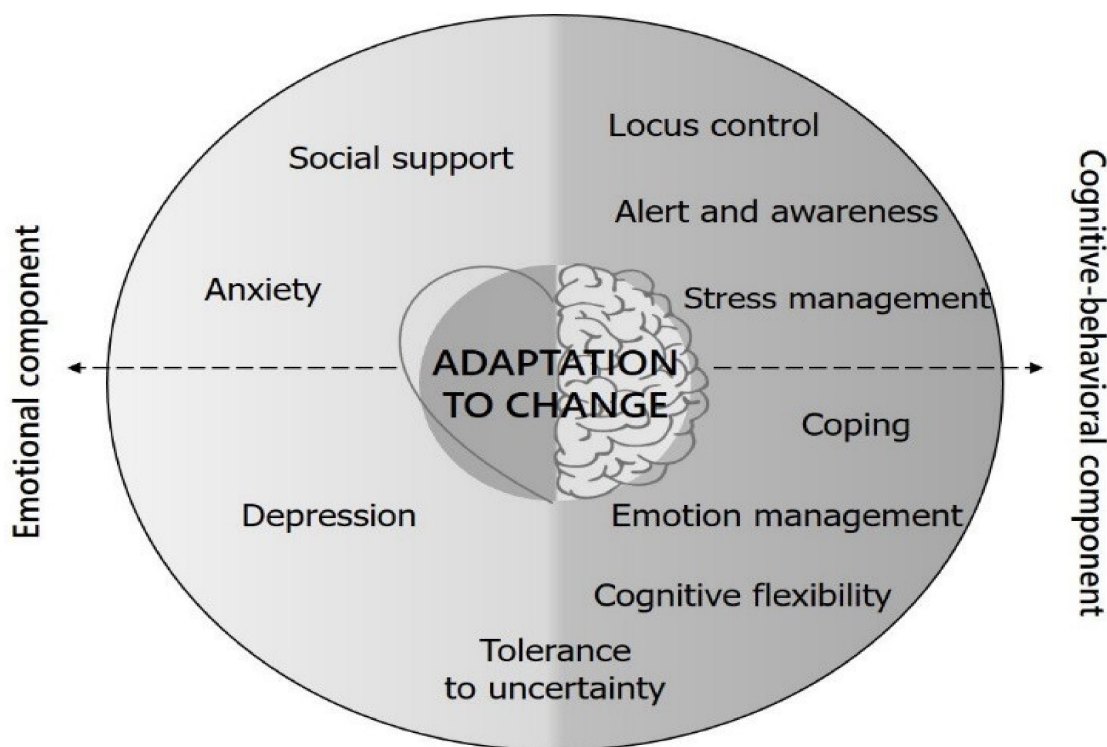 Emotional component
Social support
Anxiety
Depression
ADAPTATION
TO CHANGE
Locus control
Alert and awareness
Stress management
Coping
Emotion management
Cognitive flexibility
Tolerance
to uncertainty
Cognitive-behavioral component